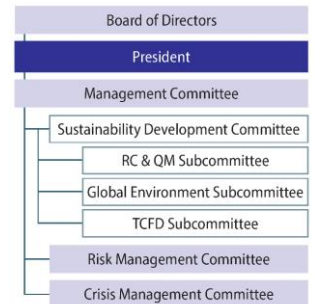 Board of Directors
President
Management Committee
Sustainability Development Committee
RC & QM Subcommittee
Global Environment Subcommittee
TCFD Subcommittee
Risk Management Committee
Crisis Management Committee